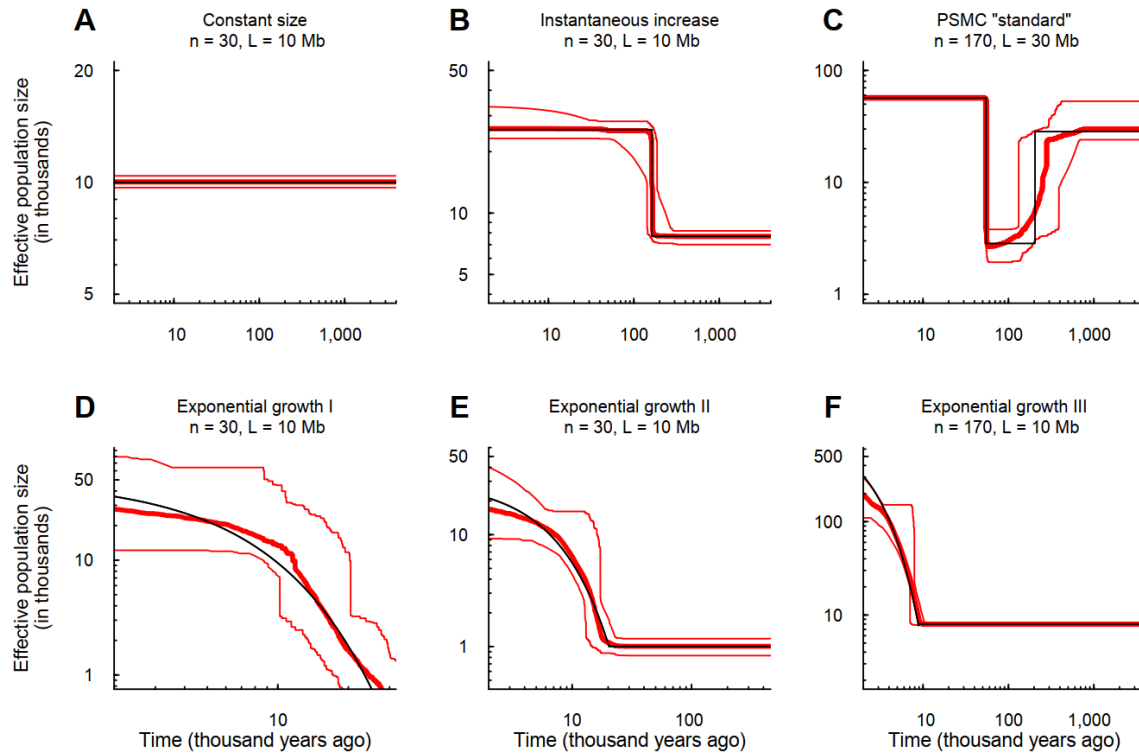 A
Constant size
n = 30, L = 10 Mb
B
Instantaneous increase
n = 30, L = 10 Mb
C
PSMC "standard"
n = 170, L = 30 Mb
Effective population size
(in thousands)
20
10
5
10
100
1,000
50
10
5
10
100
1,000
100
50
10
5
1
10
100
1,000
D
Exponential growth I
n = 30, L = 10 Mb
E
Exponential growth II
n = 30, L = 10 Mb
F
Exponential growth III
n = 170, L = 10 Mb
Effective population size
(in thousands)
50
10
1
10
50
10
1
10
100
500
100
10
10
100
1,000
Time (thousand years ago)
Time (thousand years ago)
Time (thousand years ago)